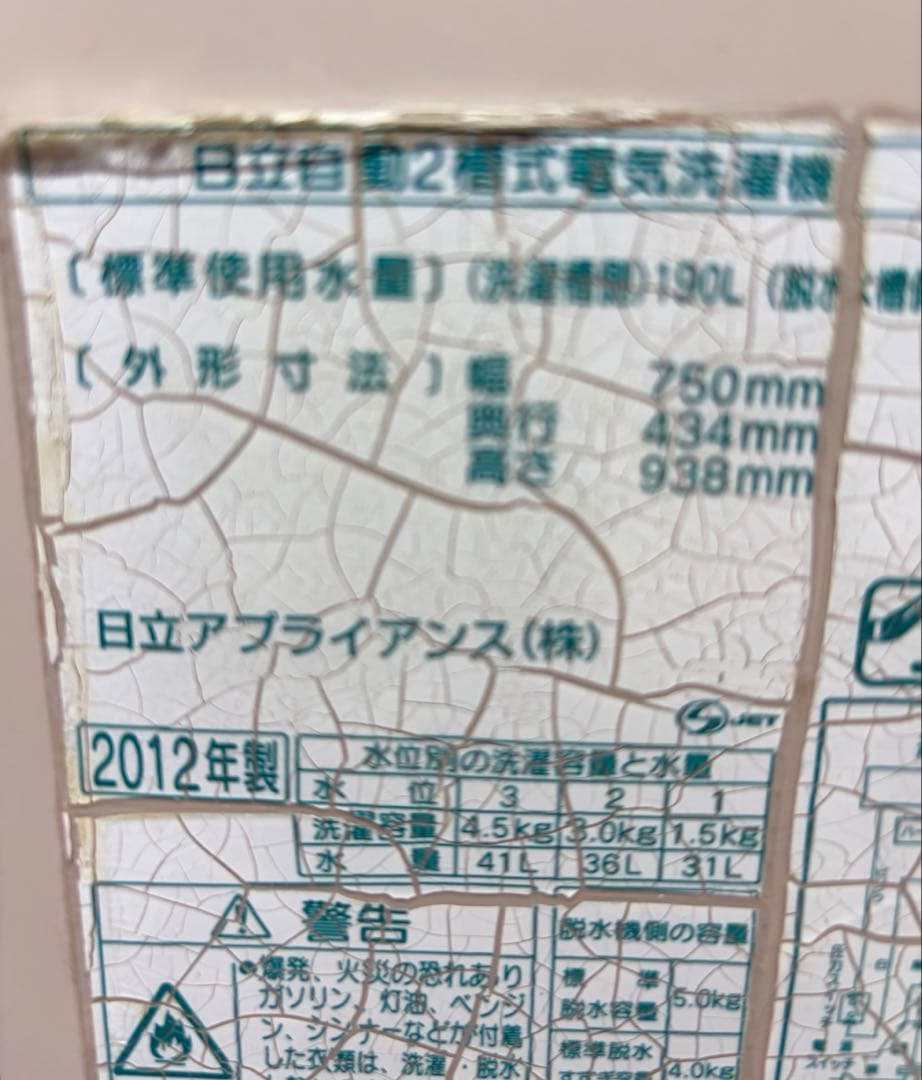 日立自動2槽式電気洗濯機
〔標準使用水量〕(洗濯槽側)190L (脱水槽
〔外形寸法〕幅 750mm
奥行 434mm
高さ 938mm
日立アプライアンス(株)
S JET
2012年製
水位別の洗濯容量と水量
水位 3 2 1
洗濯容量 4.5kg 3.0kg 1.5kg
水量 41L 36L 31L
警告
爆発、火災の恐れあり
ガソリン、灯油、ベンジ
ン、シンナーなどが付着
した衣類は、洗濯・脱水
脱水機側の容量
標準
脱水容量 5.0kg
標準脱水
4.0kg